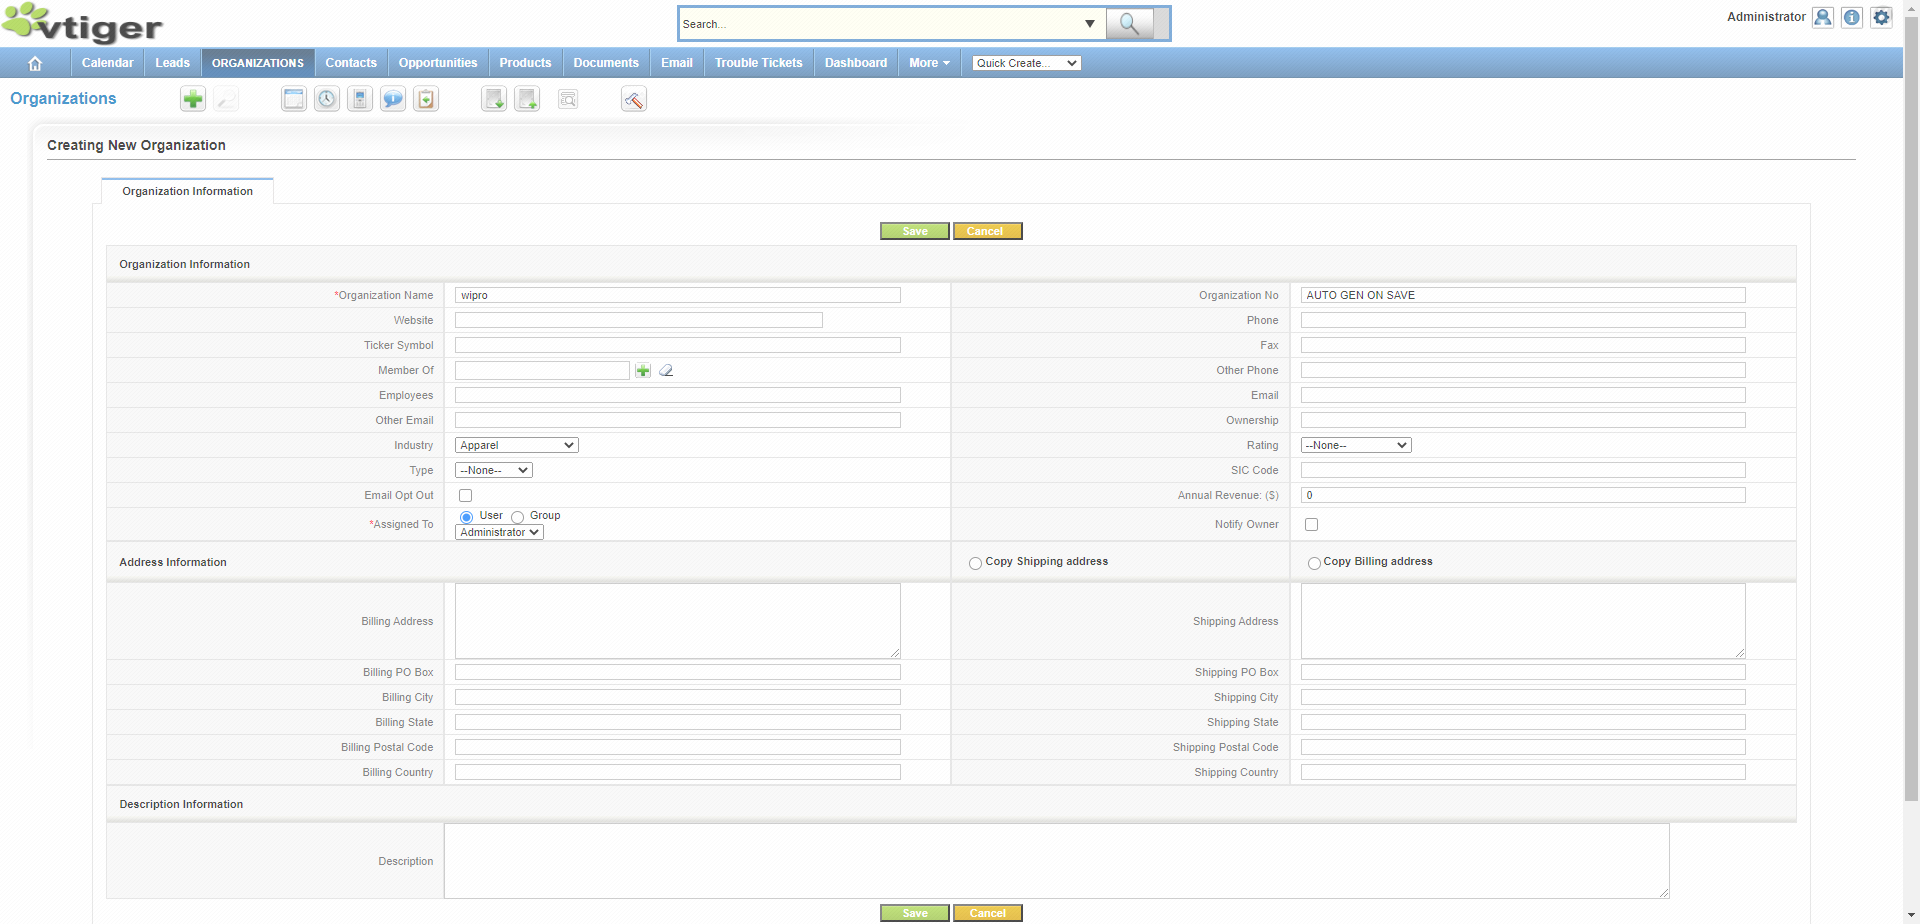 vtiger
Search...
Administrator
Calendar Leads ORGANIZATIONS Contacts Opportunities Products Documents Email Trouble Tickets Dashboard More Quick Create...
Organizations
Creating New Organization
Organization Information
Save Cancel
Organization Information
*Organization Name wipro Organization No AUTO GEN ON SAVE
Website Phone
Ticker Symbol Fax
Member Of Other Phone
Employees Email
Other Email Ownership
Industry Apparel Rating --None--
Type --None-- SIC Code
Email Opt Out Annual Revenue: ($) 0
*Assigned To User Group Notify Owner
Administrator
Address Information Copy Shipping address Copy Billing address
Billing Address Shipping Address
Billing PO Box Shipping PO Box
Billing City Shipping City
Billing State Shipping State
Billing Postal Code Shipping Postal Code
Billing Country Shipping Country
Description Information
Description
Save Cancel